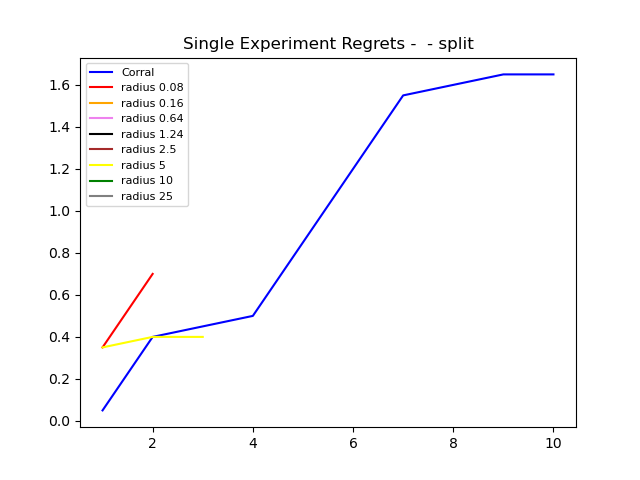 Single Experiment Regrets -  - split
Corral
radius 0.08
radius 0.16
radius 0.64
radius 1.24
radius 2.5
radius 5
radius 10
radius 25
1.6
1.4
1.2
1.0
0.8
0.6
0.4
0.2
0.0
2 4 6 8 10